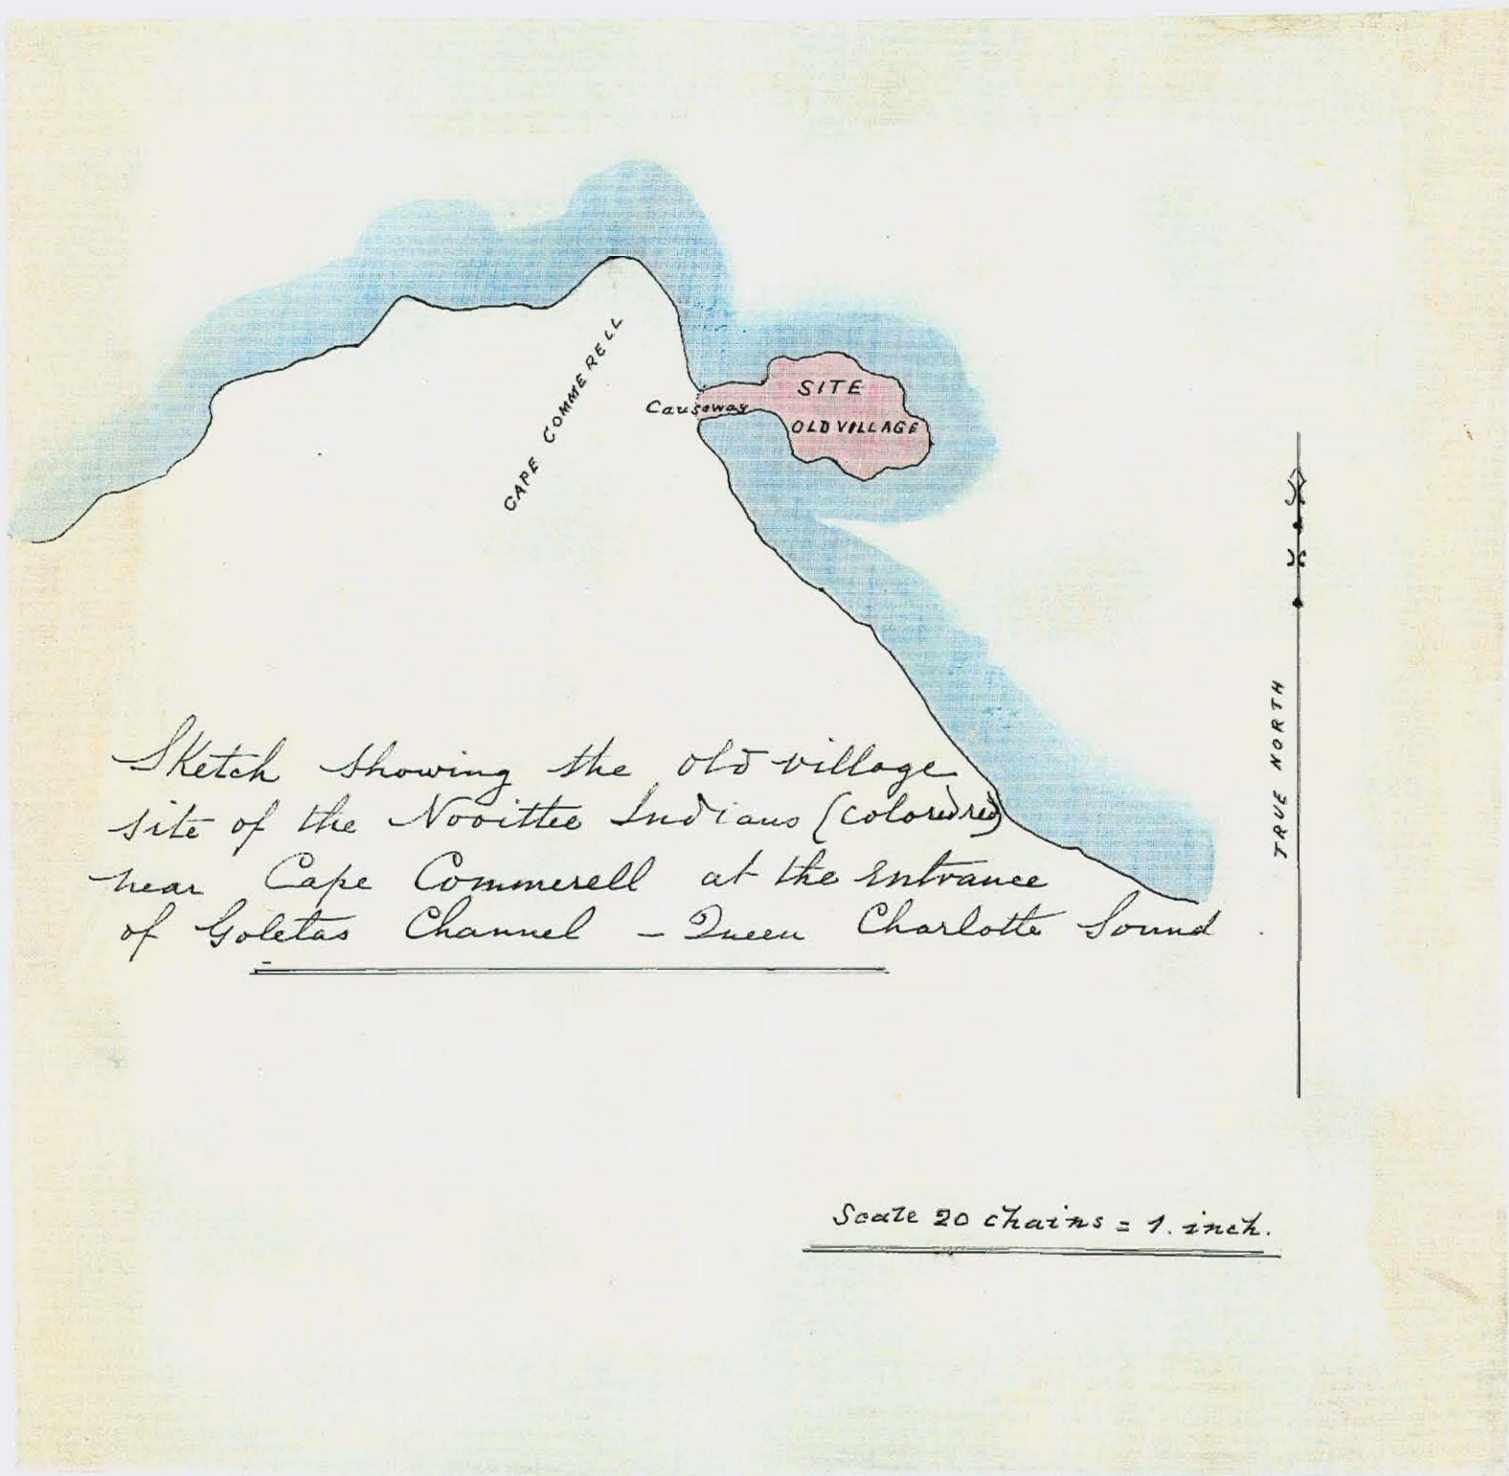 CAPE COMMERELL
SITE
Causeway
OLD VILLAGE
TRUE NORTH
Sketch showing the old village
site of the Nooittee Indians (colored red)
near Cape Commerell at the Entrance
of Goletas Channel – Queen Charlotte Sound
Scale 20 chains = 1. inch.